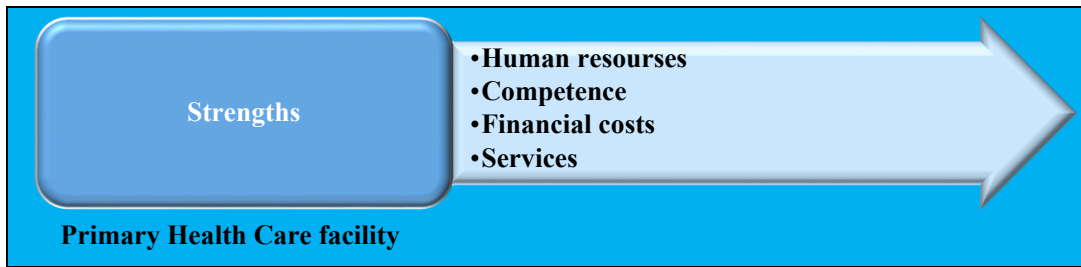 Strengths
•Human resourses
•Competence
•Financial costs
•Services
Primary Health Care facility